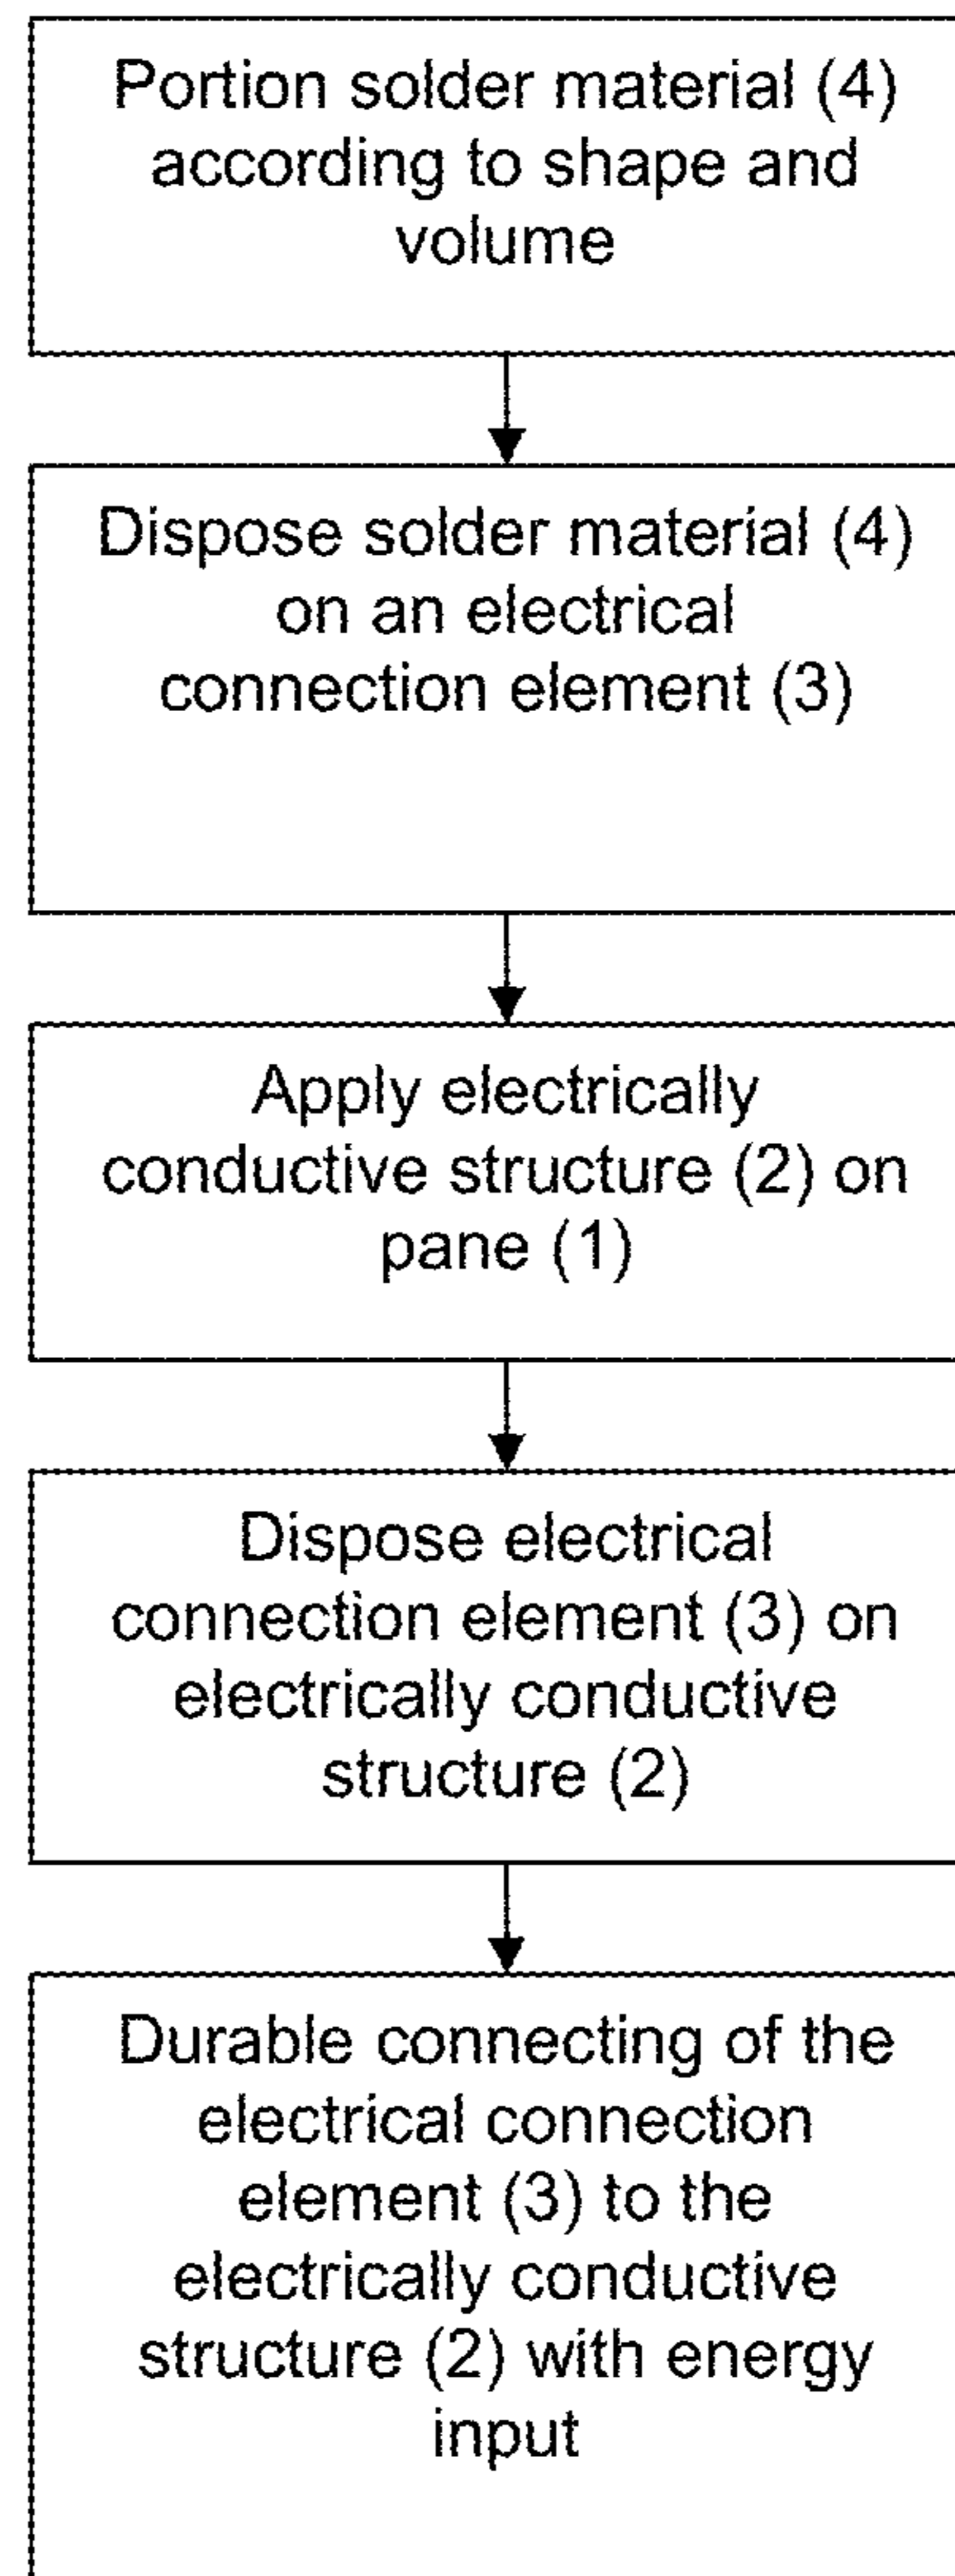 Portion solder material (4)
according to shape and
volume
Dispose solder material (4)
on an electrical
connection element (3)
Apply electrically
conductive structure (2) on
pane (1)
Dispose electrical
connection element (3) on
electrically conductive
structure (2)
Durable connecting of the
electrical connection
element (3) to the
electrically conductive
structure (2) with energy
input